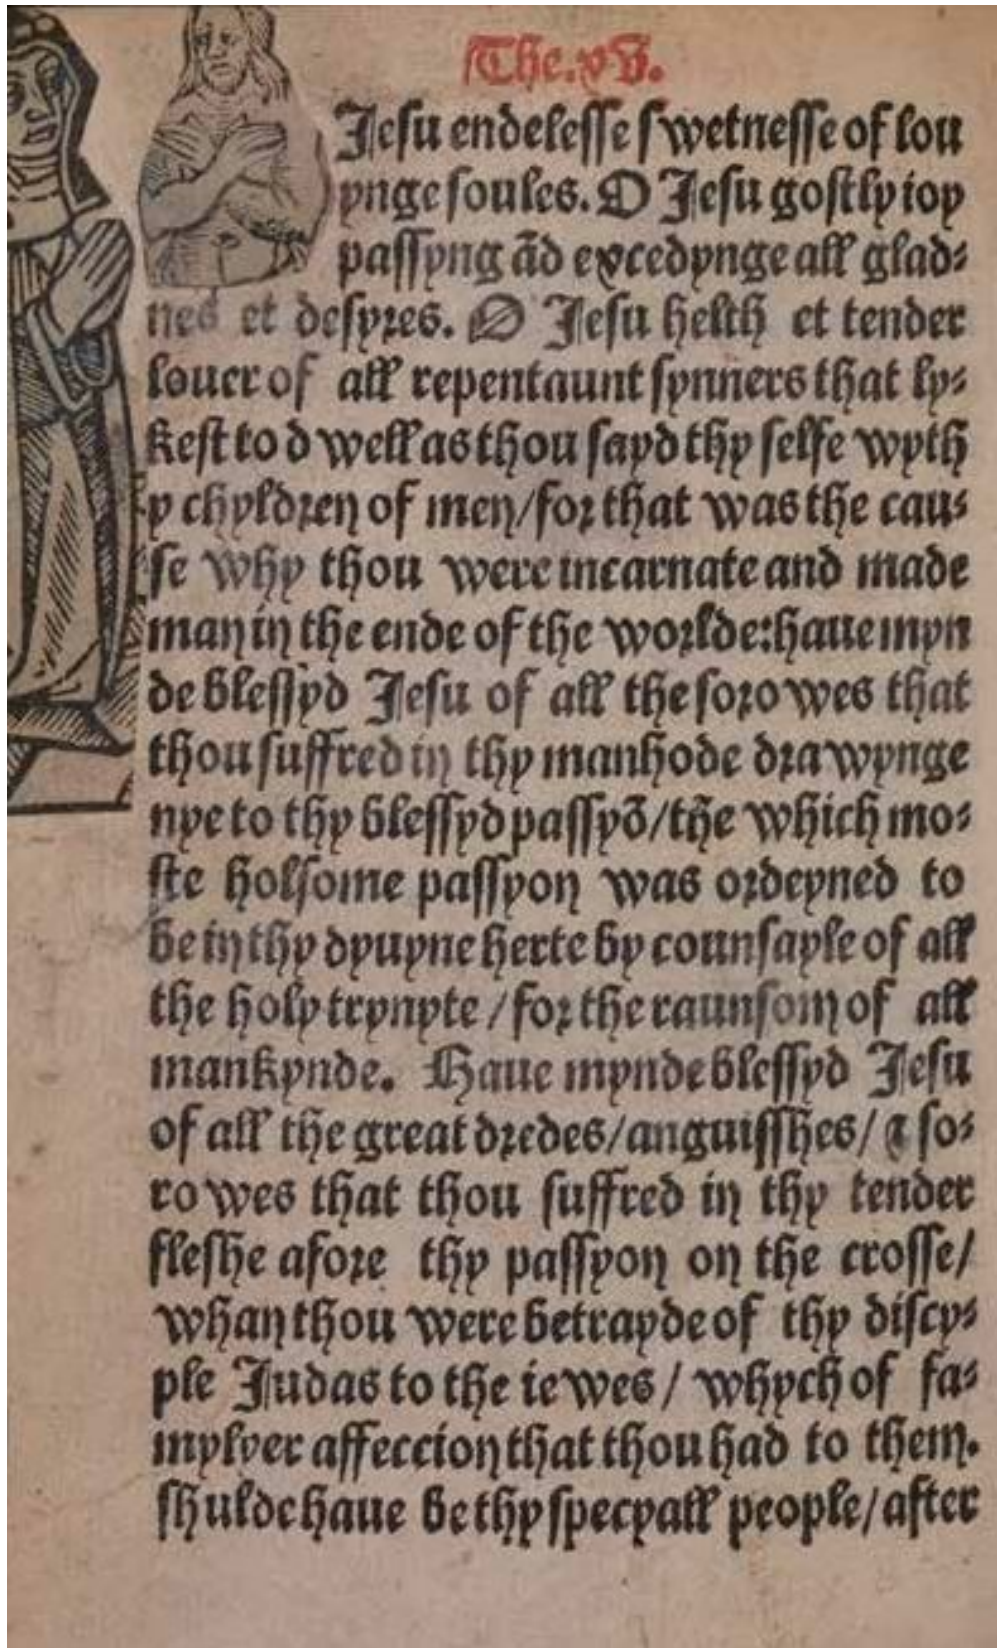 The.xv.
Jesu endelesse swetnesse of lou
ynge soules. O Jesu gostly ioy
passyng ãd excedynge all glad⸗
nes et desyres. O Jesu helth et tender
louer of all repentaunt synners that ly⸗
kest to dwell as thou sayd thy selfe wyth
y chyldren of men/for that was the cau⸗
se why thou were incarnate and made
man in the ende of the worlde:haue myn
de blessyd Jesu of all the sorowes that
thou suffred in thy manhode drawynge
nye to thy blessyd passyõ/the which mo⸗
ste holsome passyon was ordeyned to
be in thy dyuyne herte by counsayle of all
the holy trynyte/for the raunsom of all
mankynde. Haue mynde blessyd Jesu
of all the great dredes/anguisshes/⁊ so⸗
rowes that thou suffred in thy tender
fleshe afore thy passyon on the crosse/
whan thou were betrayde of thy discy⸗
ple Judas to the iewes/whych of fa⸗
mylyer affeccion that thou had to them.
shulde haue be thy specyall people/after